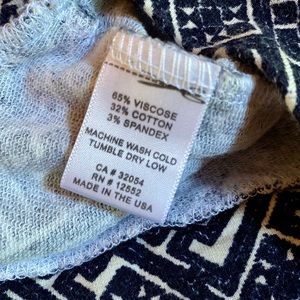 65% VISCOSE
32% COTTON
3% SPANDEX
MACHINE WASH COLD
TUMBLE DRY LOW
CA # 32054
RN # 12552
MADE IN THE USA